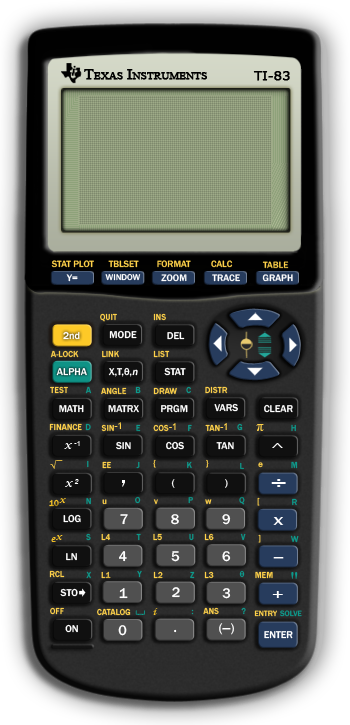 TEXAS INSTRUMENTS TI-83
STAT PLOT TBLSET FORMAT CALC TABLE
Y= WINDOW ZOOM TRACE GRAPH
QUIT INS
2nd MODE DEL
A-LOCK LINK LIST
ALPHA X,T,θ,n STAT
TEST A ANGLE B DRAW C DISTR
MATH MATRX PRGM VARS CLEAR
FINANCE D SIN⁻¹ E COS⁻¹ F TAN⁻¹ G π H
x⁻¹ SIN COS TAN ^
√ I EE J { K } L e M
x² , ( ) ÷
10ˣ N u O v P w Q [ R
LOG 7 8 9 x
eˣ S L4 T L5 U L6 V ] W
LN 4 5 6 −
RCL X L1 Y L2 Z L3 θ MEM "
STO➡ 1 2 3 +
OFF CATALOG ⎵ i : ANS ? ENTRY SOLVE
ON 0 . (−) ENTER